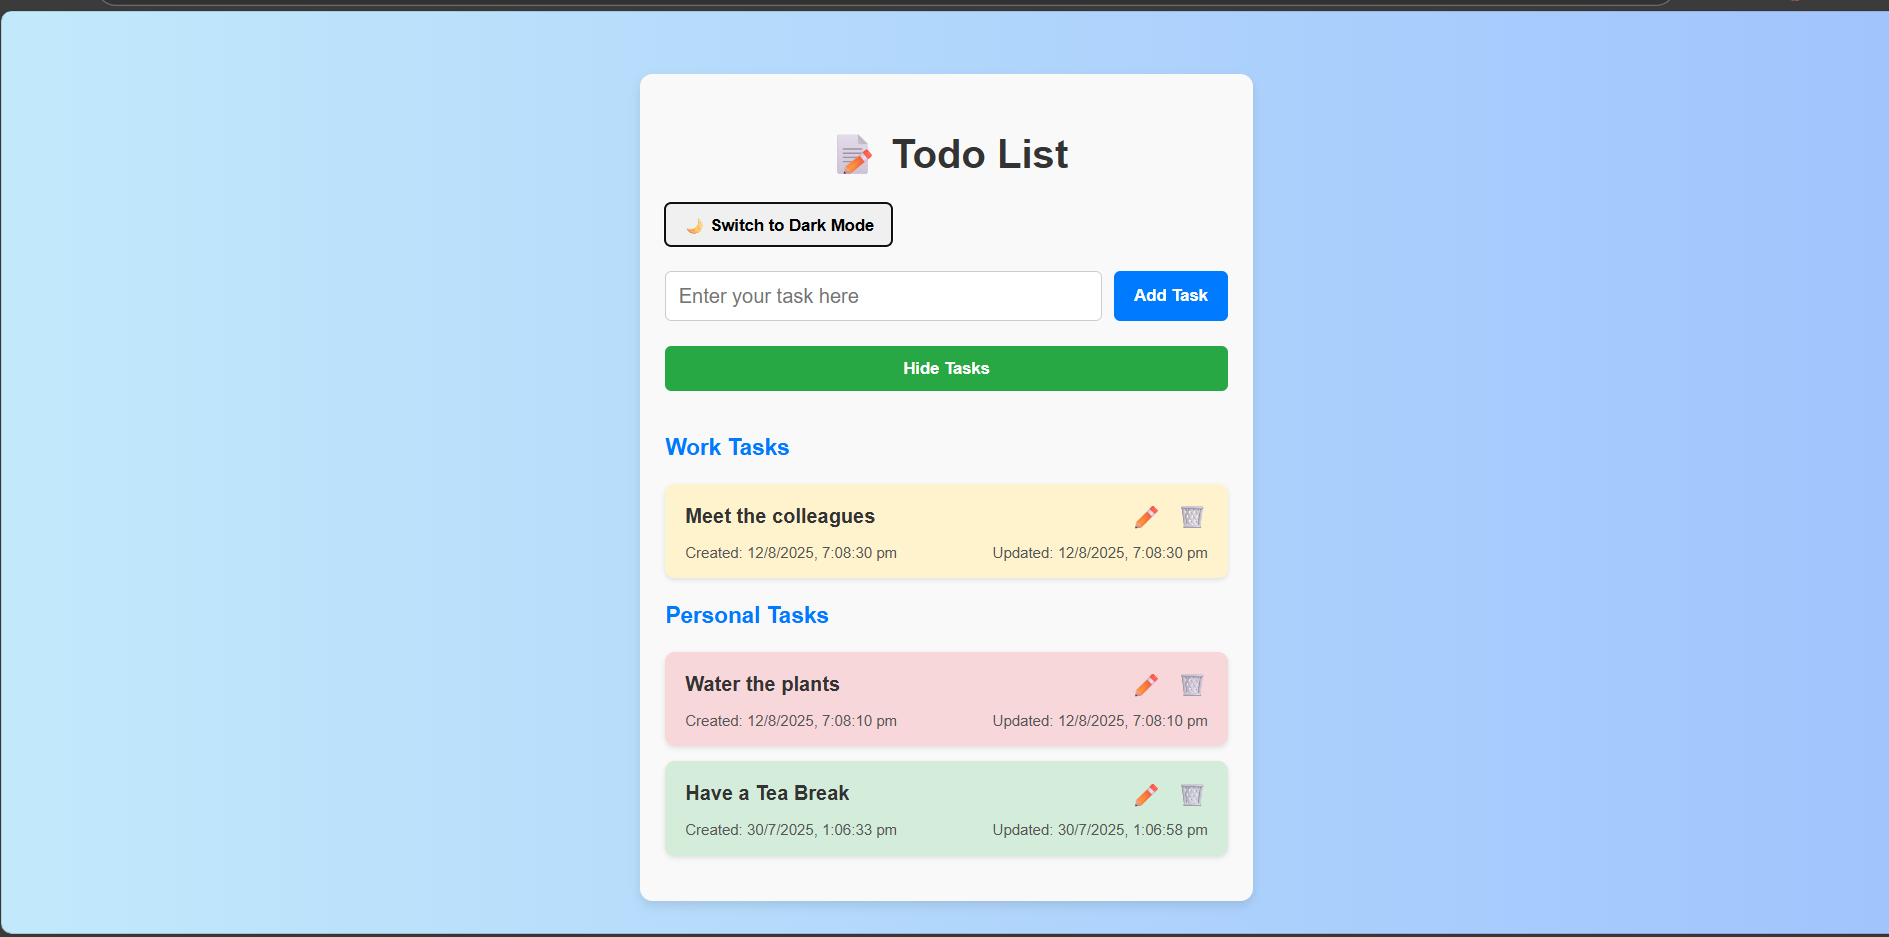 Todo List
Switch to Dark Mode
Enter your task here
Add Task
Hide Tasks
Work Tasks
Meet the colleagues
Created: 12/8/2025, 7:08:30 pm
Updated: 12/8/2025, 7:08:30 pm
Personal Tasks
Water the plants
Created: 12/8/2025, 7:08:10 pm
Updated: 12/8/2025, 7:08:10 pm
Have a Tea Break
Created: 30/7/2025, 1:06:33 pm
Updated: 30/7/2025, 1:06:58 pm